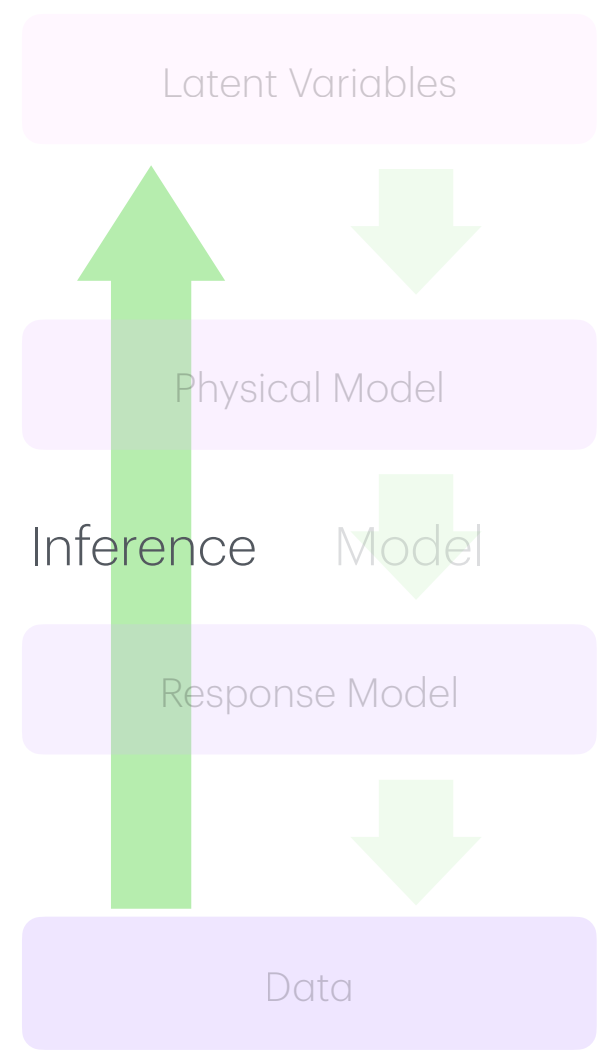 Latent Variables
Physical Model
Inference
Model
Response Model
Data